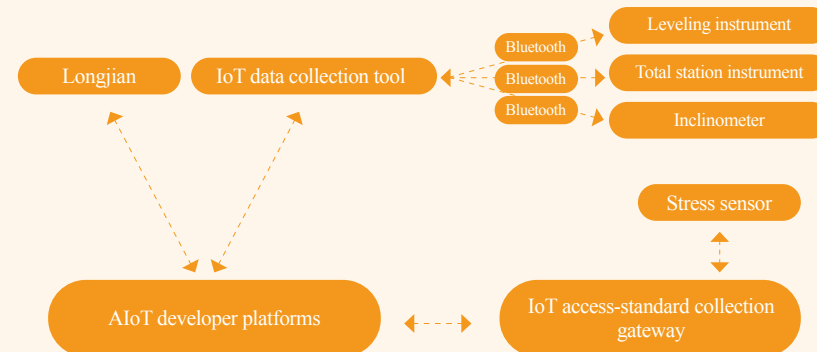 Leveling instrument
Bluetooth
Longjian
IoT data collection tool
Bluetooth
Total station instrument
Bluetooth
Inclinometer
Stress sensor
AIoT developer platforms
IoT access-standard collection
gateway